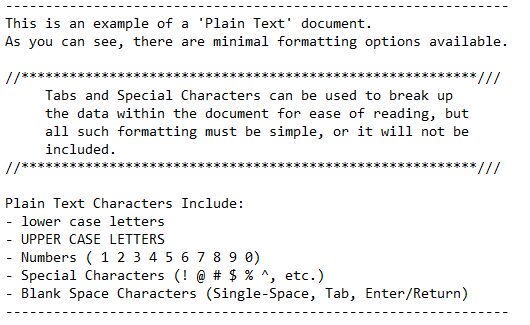 ---------------------------------------------------------------
This is an example of a 'Plain Text' document.
As you can see, there are minimal formatting options available.

//*********************************************************///
     Tabs and Special Characters can be used to break up
     the data within the document for ease of reading, but
     all such formatting must be simple, or it will not be
     included.
//*********************************************************///

Plain Text Characters Include:
- lower case letters
- UPPER CASE LETTERS
- Numbers ( 1 2 3 4 5 6 7 8 9 0)
- Special Characters (! @ # $ % ^, etc.)
- Blank Space Characters (Single-Space, Tab, Enter/Return)
---------------------------------------------------------------